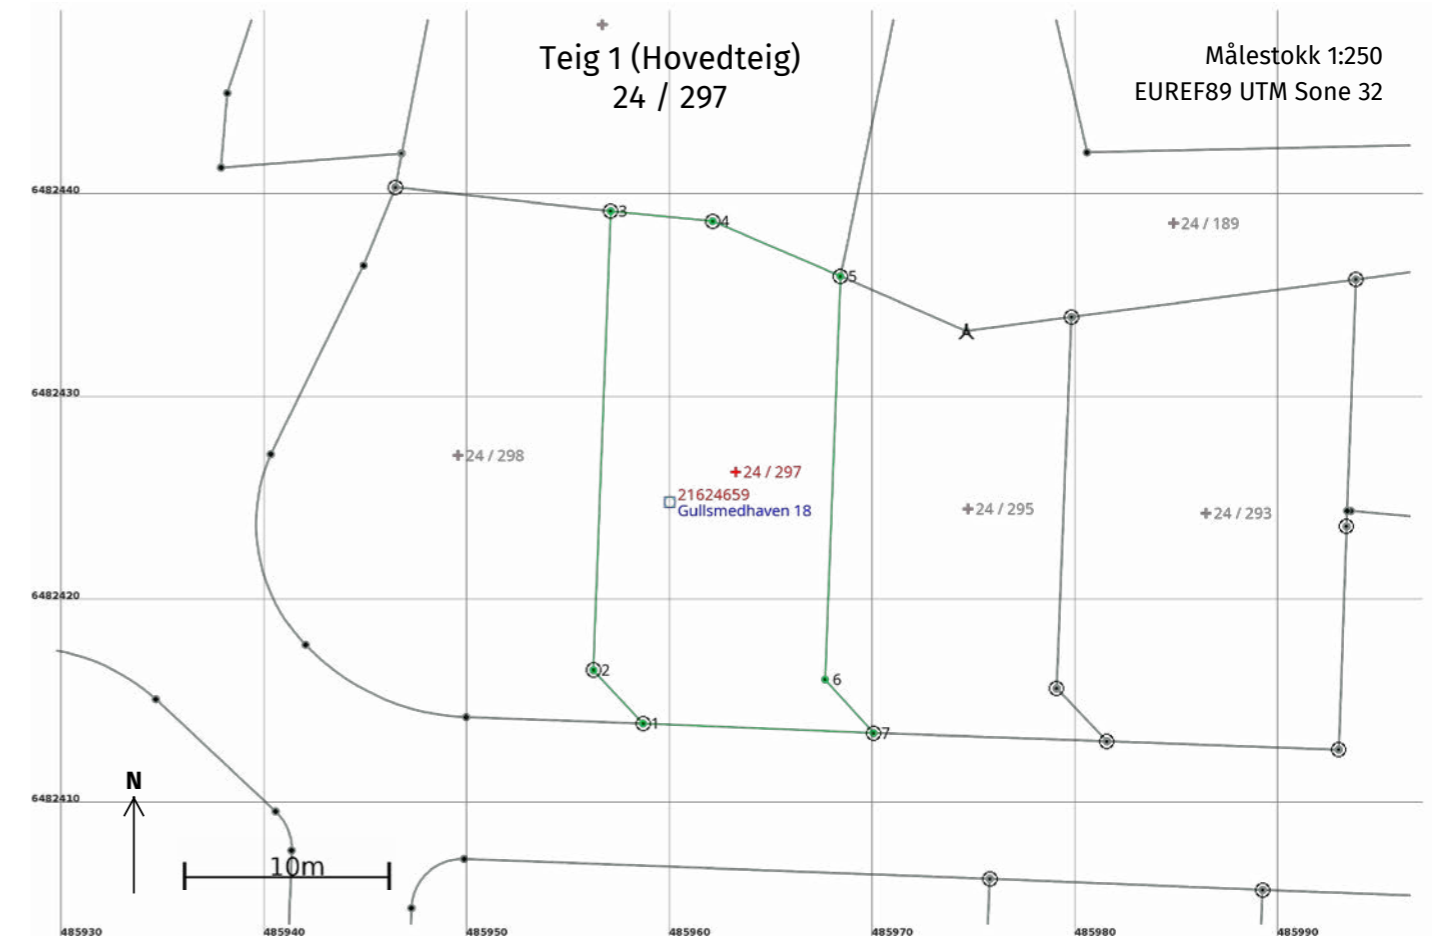 Teig 1 (Hovedteig)
24 / 297
Målestokk 1:250
EUREF89 UTM Sone 32
6482440
3
4
24 / 189
5
6482430
24 / 298
24 / 297
21624659
Gullsmedhaven 18
24 / 295
24 / 293
6482420
2
6
1
7
N
6482410
10m
485930
485940
485950
485960
485970
485980
485990